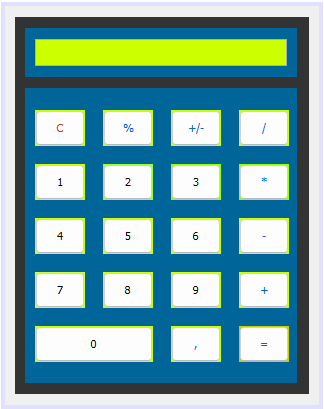 C % +/- /
1 2 3 *
4 5 6 -
7 8 9 +
0 , =